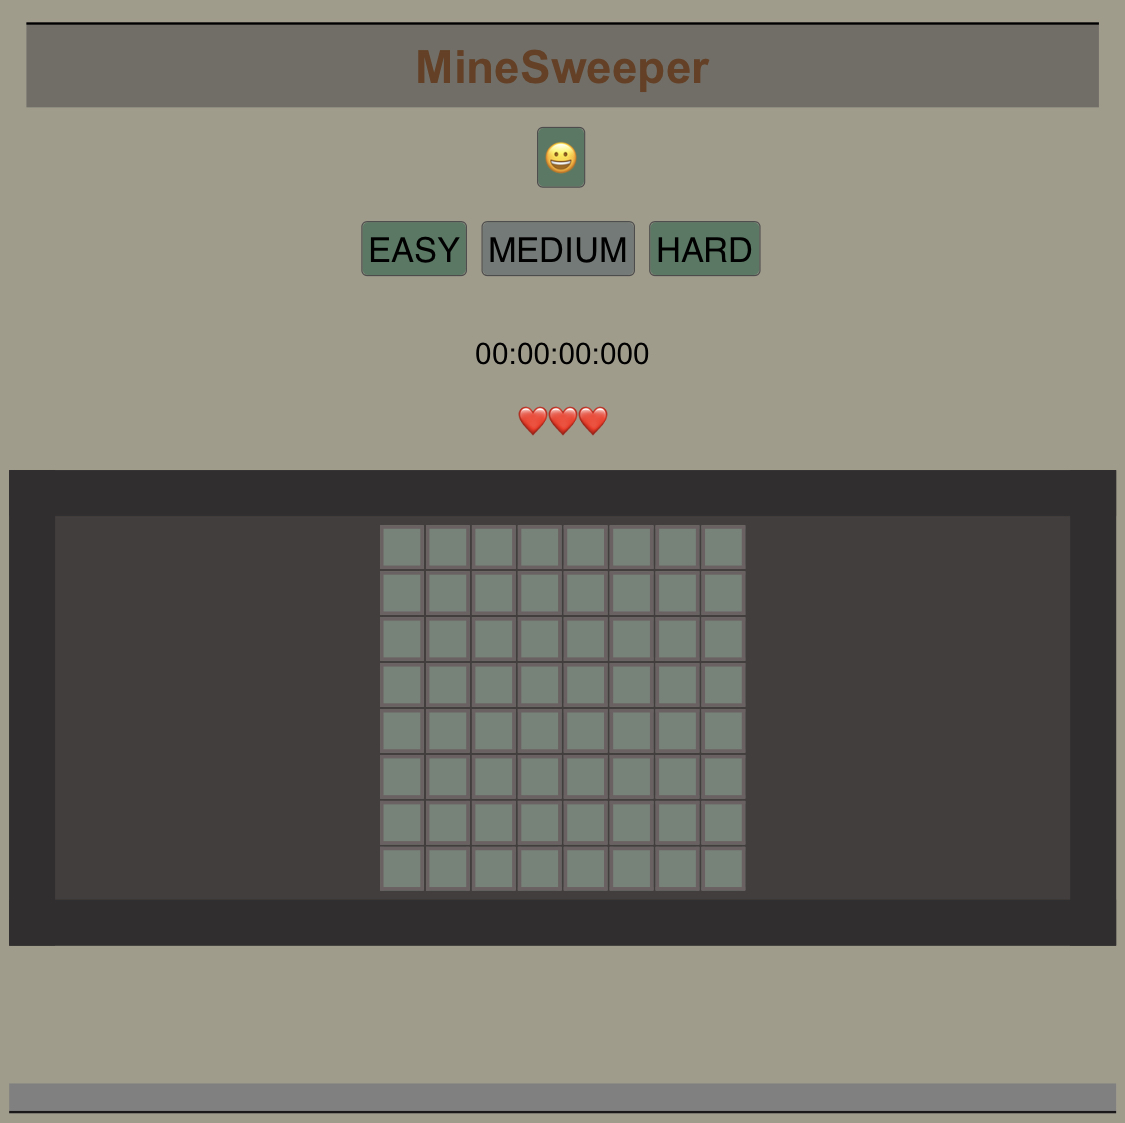 MineSweeper
😀
EASY MEDIUM HARD
00:00:00:000
❤️❤️❤️